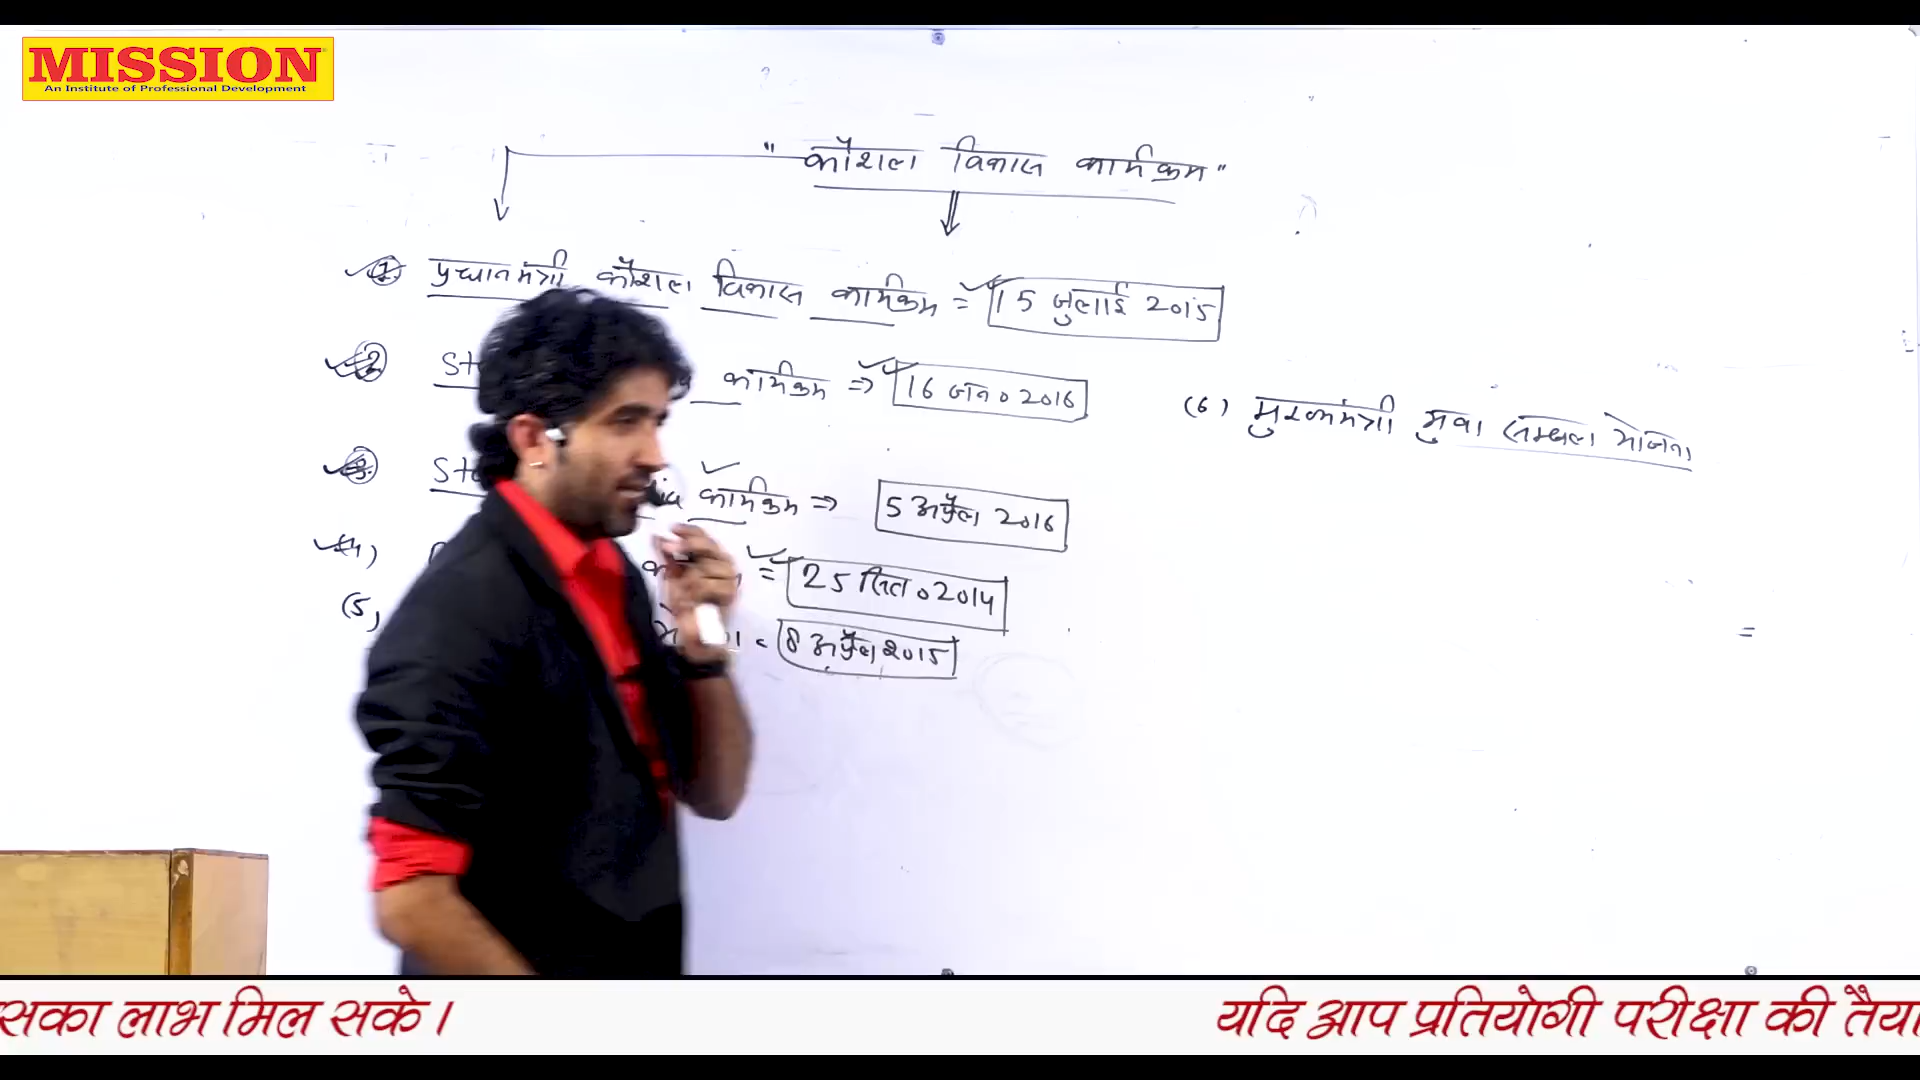 MISSION
An Institute of Professional Development
" कौशल विकास कार्यक्रम "
1. प्रधानमंत्री कौशल विकास कार्यक्रम = 15 जुलाई 2015
2 कार्यक्रम ⇒ 16 जन० 2016
(6) मुख्यमंत्री युवा सम्बल योजना
3. कार्यक्रम ⇒ 5 अप्रैल 2016
(4) = 25 सित० 2014
(5) = 8 अप्रैल 2015
=
सका लाभ मिल सके । यदि आप प्रतियोगी परीक्षा की तैया